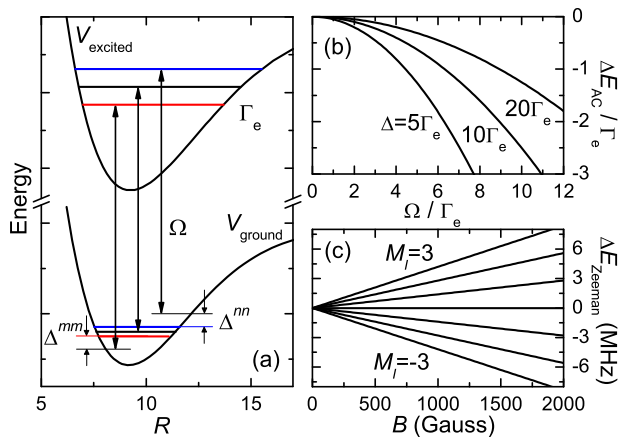 V_excited
Γ_e
Ω
V_ground
Δ^nn
Δ^mm
(a)
Energy
5 10 15
R
(b)
Δ=5Γ_e
10Γ_e
20Γ_e
0
-1
-2
-3
ΔE_AC / Γ_e
0 2 4 6 8 10 12
Ω / Γ_e
(c)
M_I=3
M_I=-3
6
3
0
-3
-6
ΔE_Zeeman (MHz)
0 500 1000 1500 2000
B (Gauss)